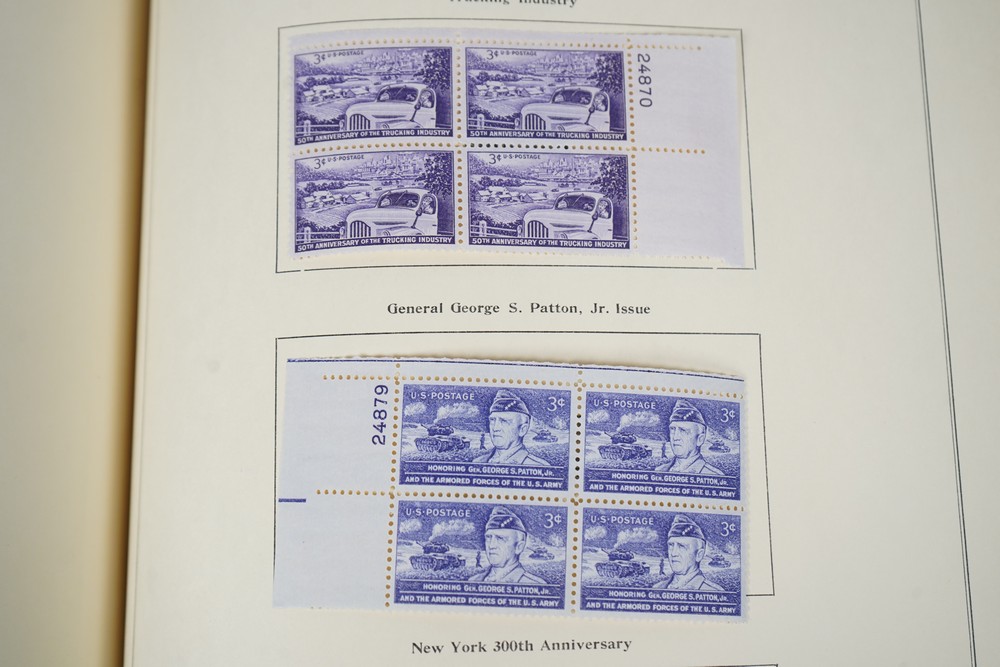 Trucking Industry
3¢ U·S·POSTAGE
50TH ANNIVERSARY OF THE TRUCKING INDUSTRY
3¢ U·S·POSTAGE
50TH ANNIVERSARY OF THE TRUCKING INDUSTRY
24870
3¢ U·S·POSTAGE
50TH ANNIVERSARY OF THE TRUCKING INDUSTRY
3¢ U·S·POSTAGE
50TH ANNIVERSARY OF THE TRUCKING INDUSTRY
General George S. Patton, Jr. Issue
24879
U·S·POSTAGE 3¢
HONORING GEN. GEORGE S. PATTON, JR.
AND THE ARMORED FORCES OF THE U.S. ARMY
U·S·POSTAGE 3¢
HONORING GEN. GEORGE S. PATTON, JR.
AND THE ARMORED FORCES OF THE U.S. ARMY
U·S·POSTAGE 3¢
HONORING GEN. GEORGE S. PATTON, JR.
AND THE ARMORED FORCES OF THE U.S. ARMY
U·S·POSTAGE 3¢
HONORING GEN. GEORGE S. PATTON, JR.
AND THE ARMORED FORCES OF THE U.S. ARMY
New York 300th Anniversary